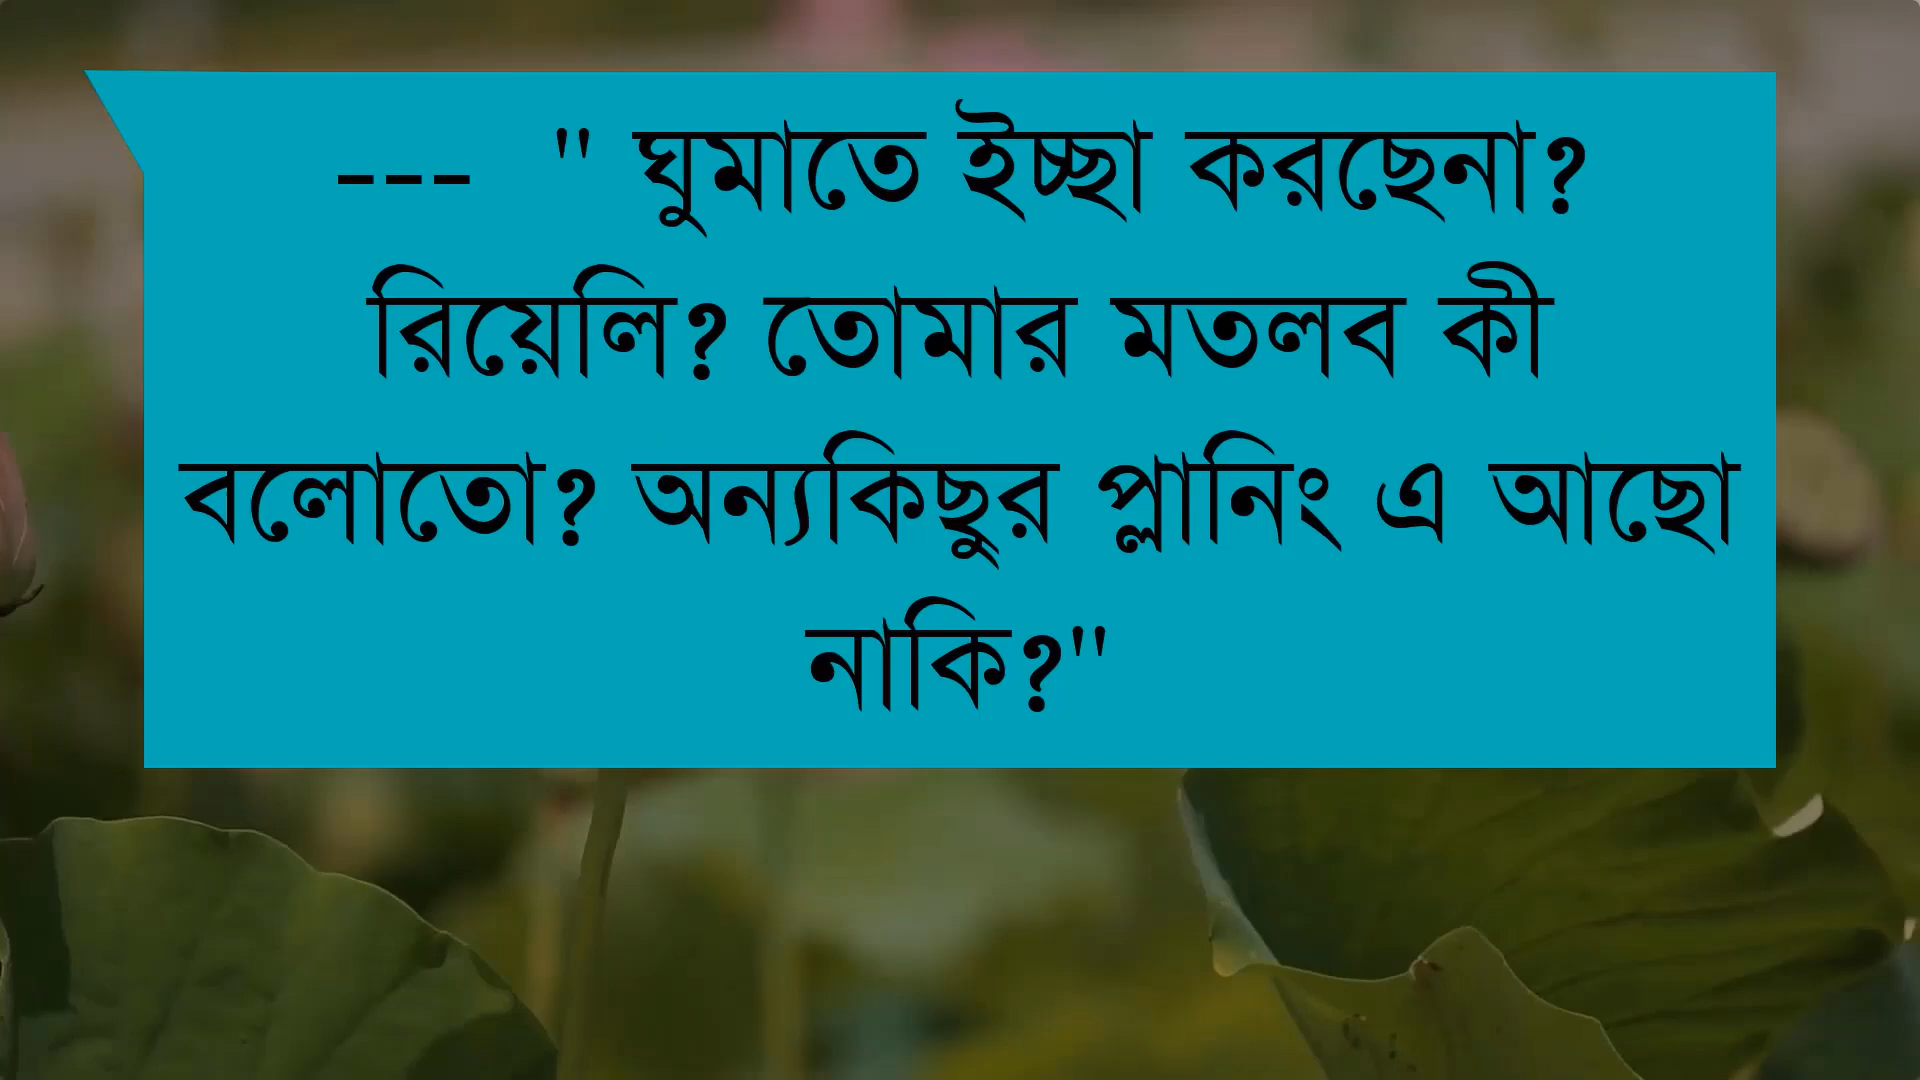 --- " ঘুমাতে ইচ্ছা করছেনা?
রিয়েলি? তোমার মতলব কী
বলোতো? অন্যকিছুর প্লানিং এ আছো
নাকি?"